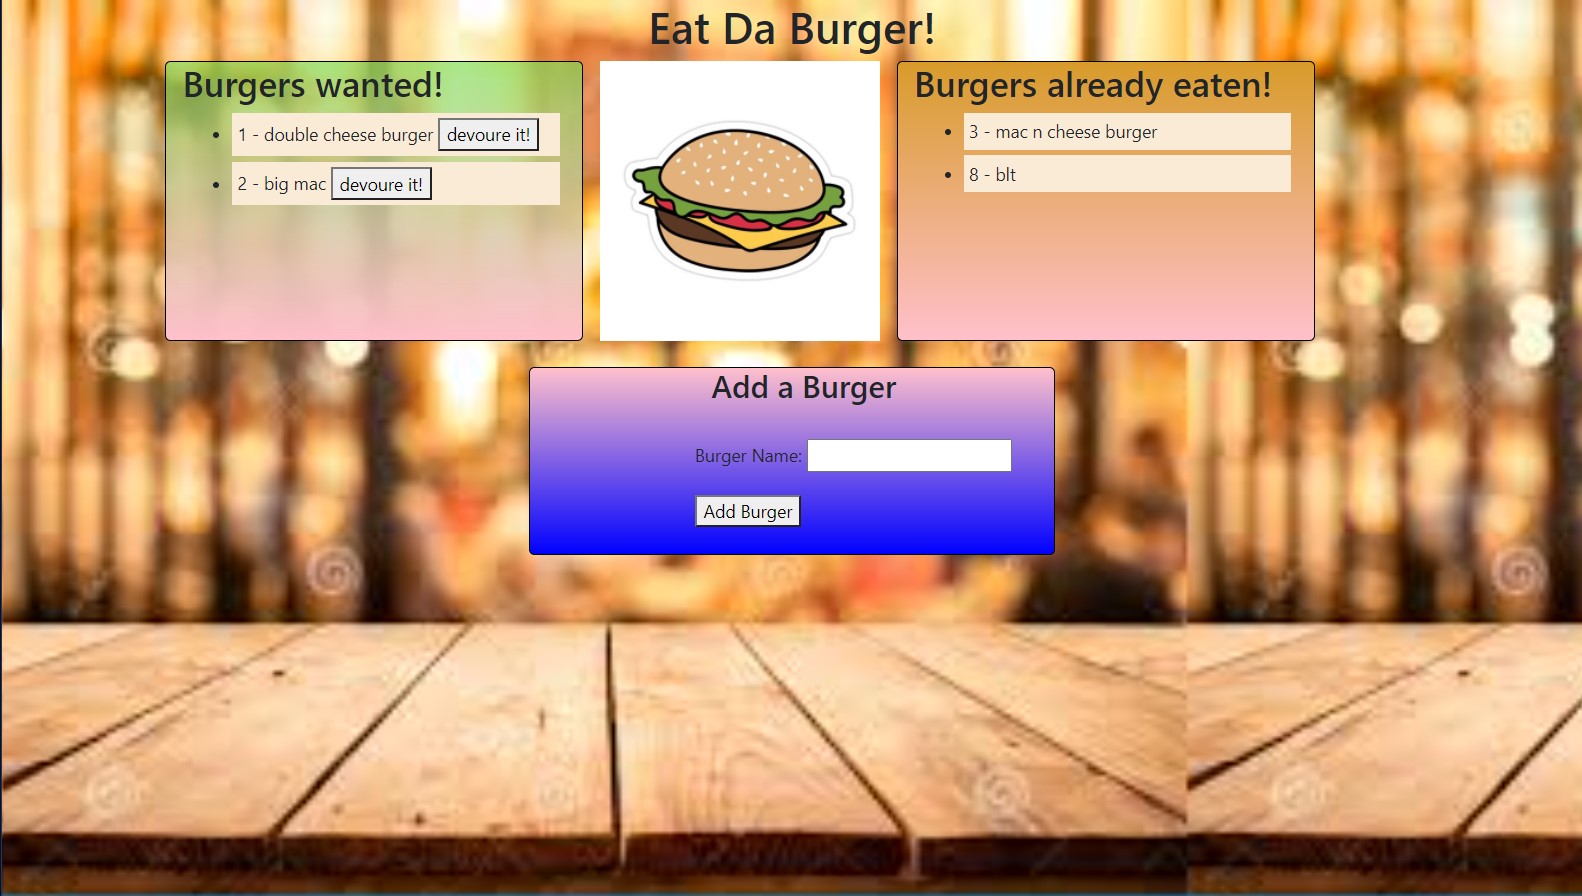 Eat Da Burger!
Burgers wanted!
1 - double cheese burger devoure it!
2 - big mac devoure it!
Burgers already eaten!
3 - mac n cheese burger
8 - blt
Add a Burger
Burger Name:
Add Burger